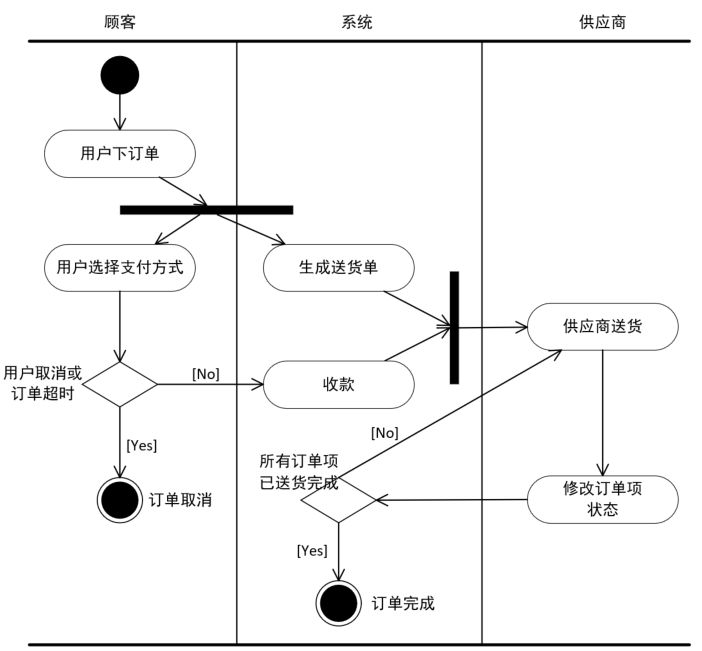 顾客
系统
供应商
用户下订单
用户选择支付方式
生成送货单
供应商送货
用户取消或
订单超时
[No]
收款
[Yes]
[No]
所有订单项
已送货完成
订单取消
修改订单项
状态
[Yes]
订单完成